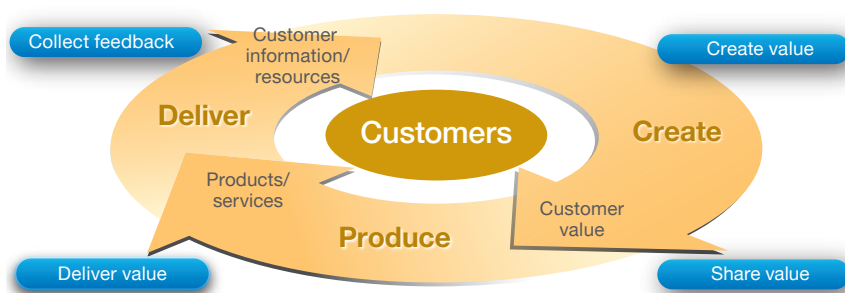 Collect feedback
Customer
information/
resources
Create value
Deliver
Customers
Create
Products/
services
Customer
value
Produce
Deliver value
Share value